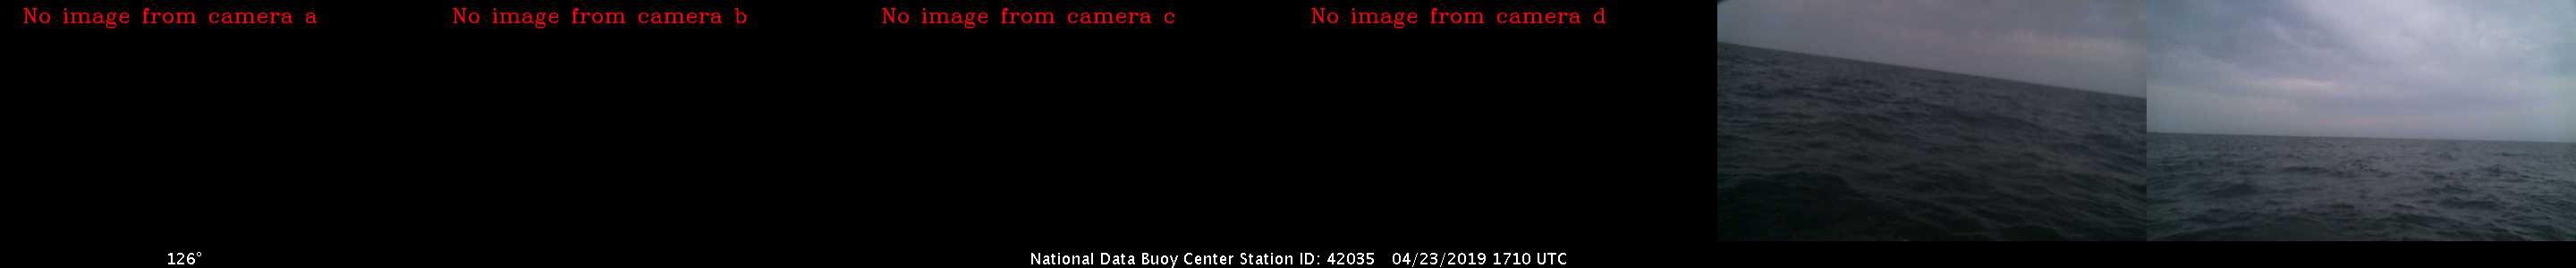 No image from camera a
No image from camera b
No image from camera c
No image from camera d
126°
National Data Buoy Center Station ID: 42035 04/23/2019 1710 UTC